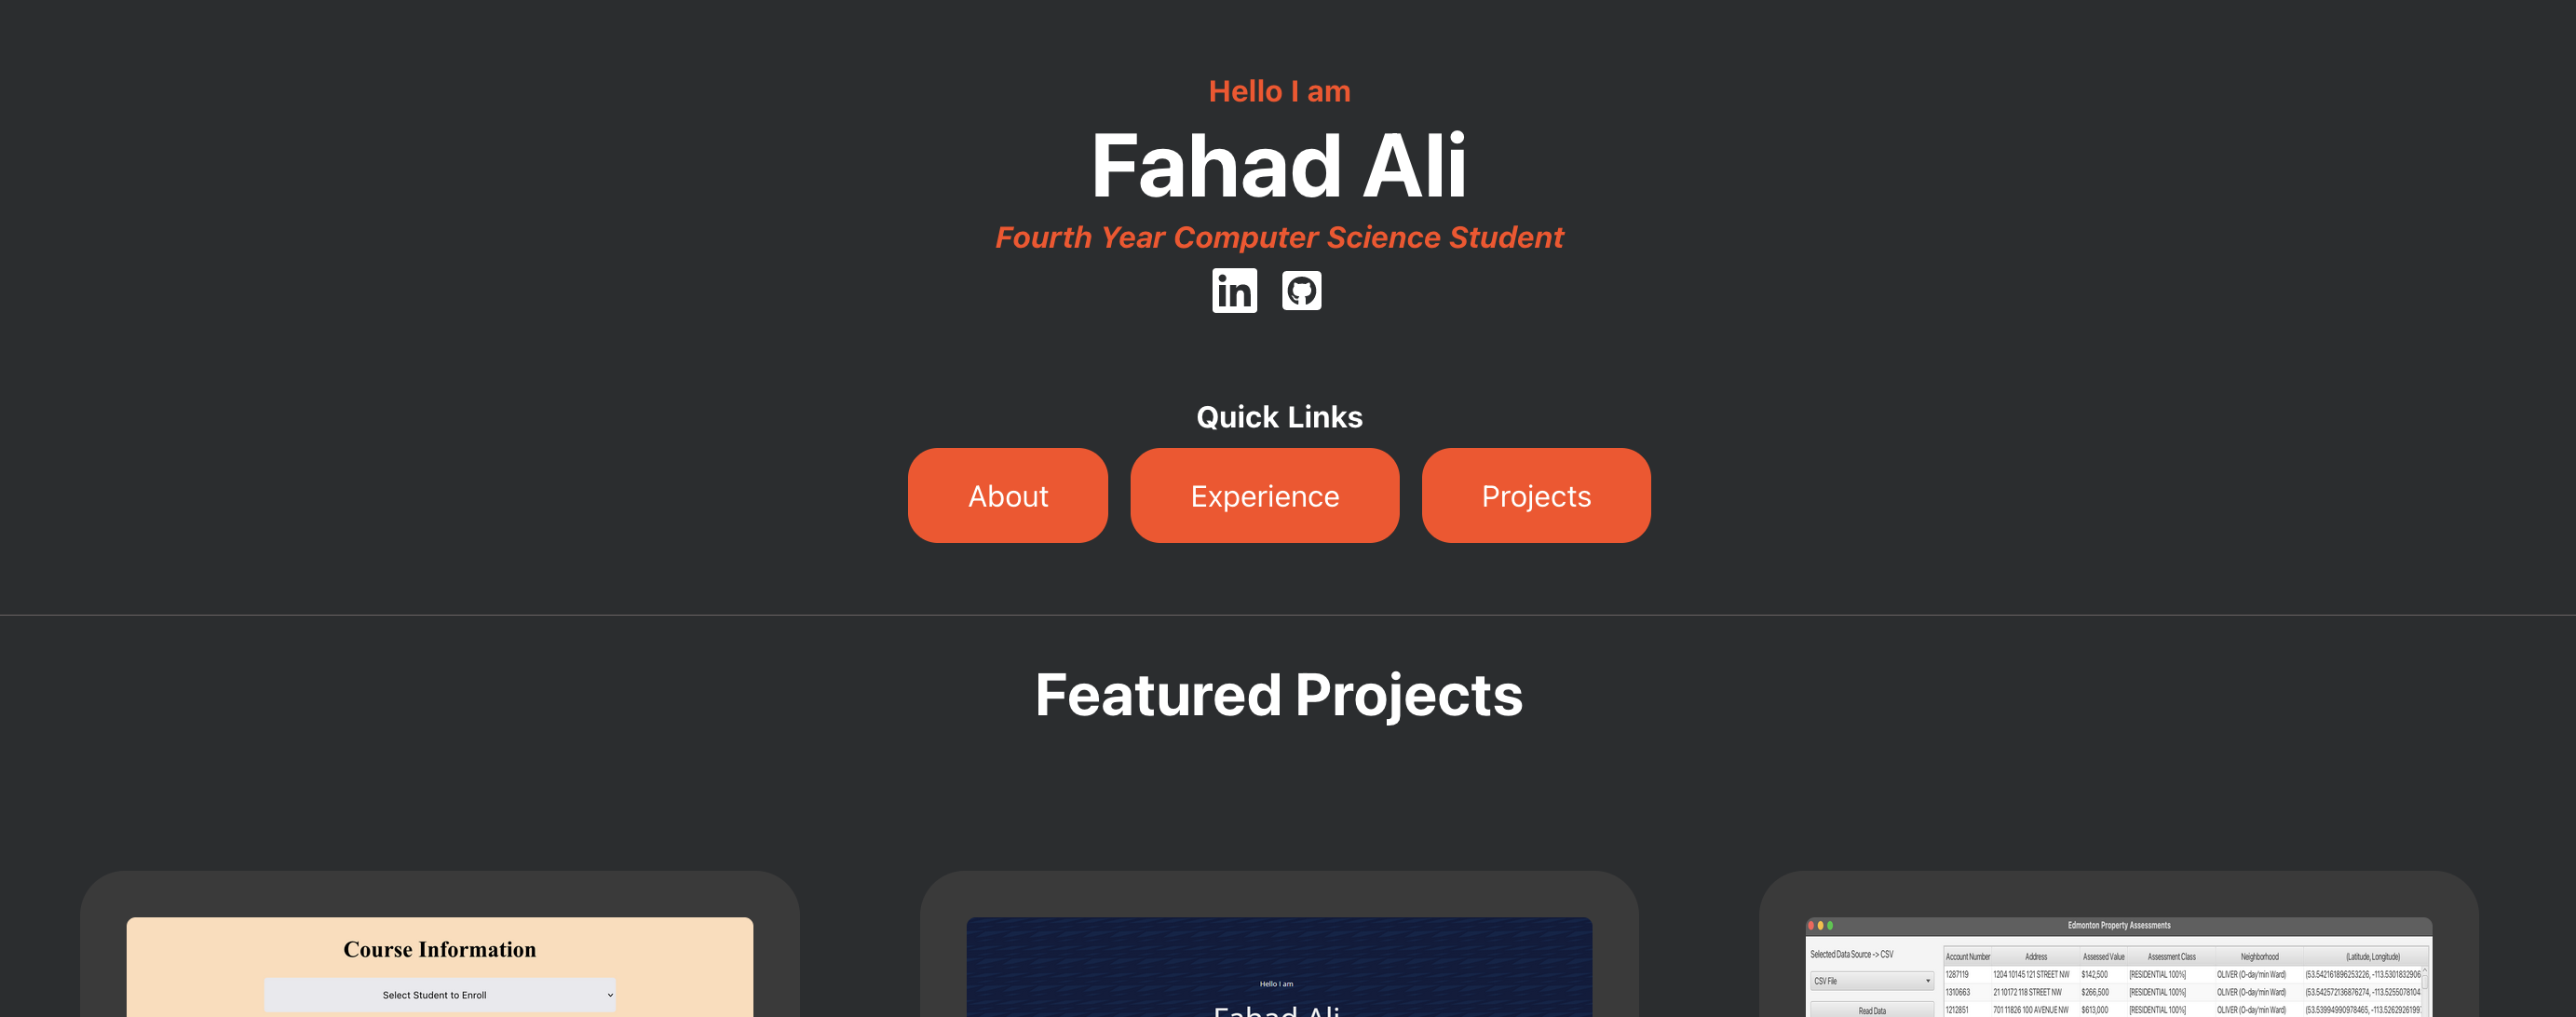 Hello I am
Fahad Ali
Fourth Year Computer Science Student
in
Quick Links
About Experience Projects
Featured Projects
Course Information
Select Student to Enroll
Hello I am
Fahad Ali
Edmonton Property Assessments
Selected Data Source -> CSV
CSV File
Read Data
Account Number Address Assessed Value Assessment Class Neighborhood (Latitude, Longitude)
1287119 1204 10145 121 STREET NW $142,500 [RESIDENTIAL 100%] OLIVER (O-day'min Ward) (53.542161896253226, -113.5301832906
1310663 21 10172 118 STREET NW $266,500 [RESIDENTIAL 100%] OLIVER (O-day'min Ward) (53.542572136876274, -113.5255078104
1212851 701 11826 100 AVENUE NW $613,000 [RESIDENTIAL 100%] OLIVER (O-day'min Ward) (53.53994990978465, -113.5262926199